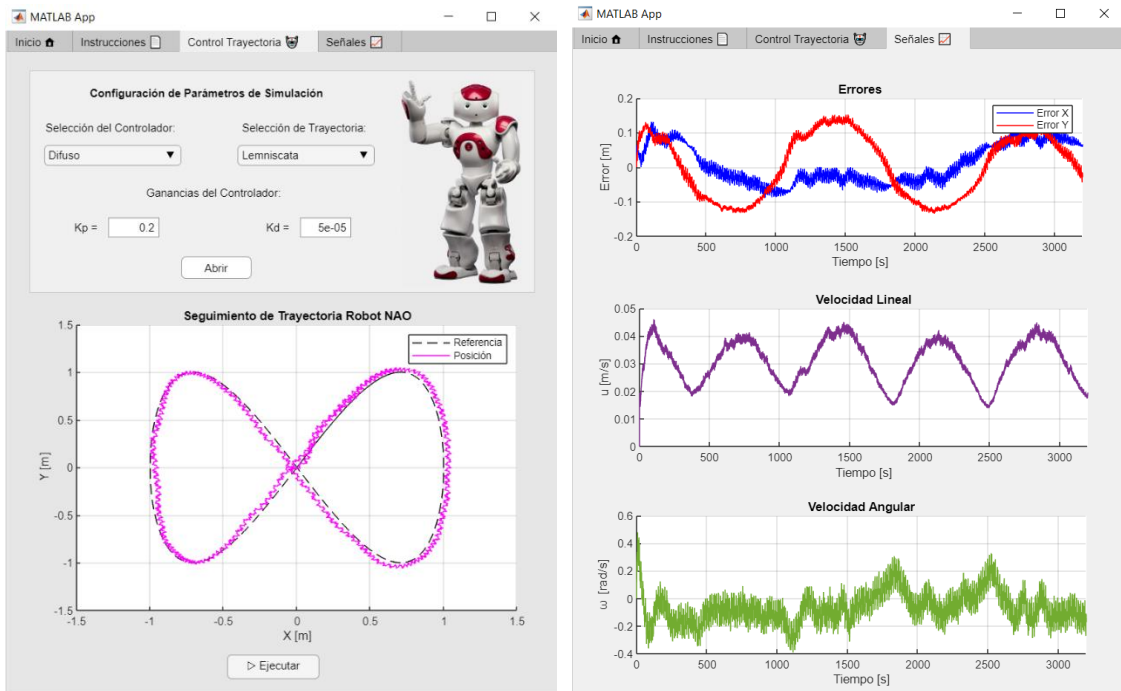 MATLAB App
Inicio Instrucciones Control Trayectoria Señales
Configuración de Parámetros de Simulación
Selección del Controlador: Selección de Trayectoria:
Difuso Lemniscata
Ganancias del Controlador:
Kp = 0.2 Kd = 5e-05
Abrir
Seguimiento de Trayectoria Robot NAO
Referencia
Posición
1.5
1
0.5
0
-0.5
-1
-1.5
Y [m]
-1.5 -1 -0.5 0 0.5 1 1.5
X [m]
Ejecutar
MATLAB App
Inicio Instrucciones Control Trayectoria Señales
Errores
Error X
Error Y
0.2
0.1
0
-0.1
-0.2
Error [m]
0 500 1000 1500 2000 2500 3000
Tiempo [s]
Velocidad Lineal
0.05
0.04
0.03
0.02
0.01
0
u [m/s]
0 500 1000 1500 2000 2500 3000
Tiempo [s]
Velocidad Angular
0.6
0.4
0.2
0
-0.2
-0.4
ω [rad/s]
0 500 1000 1500 2000 2500 3000
Tiempo [s]